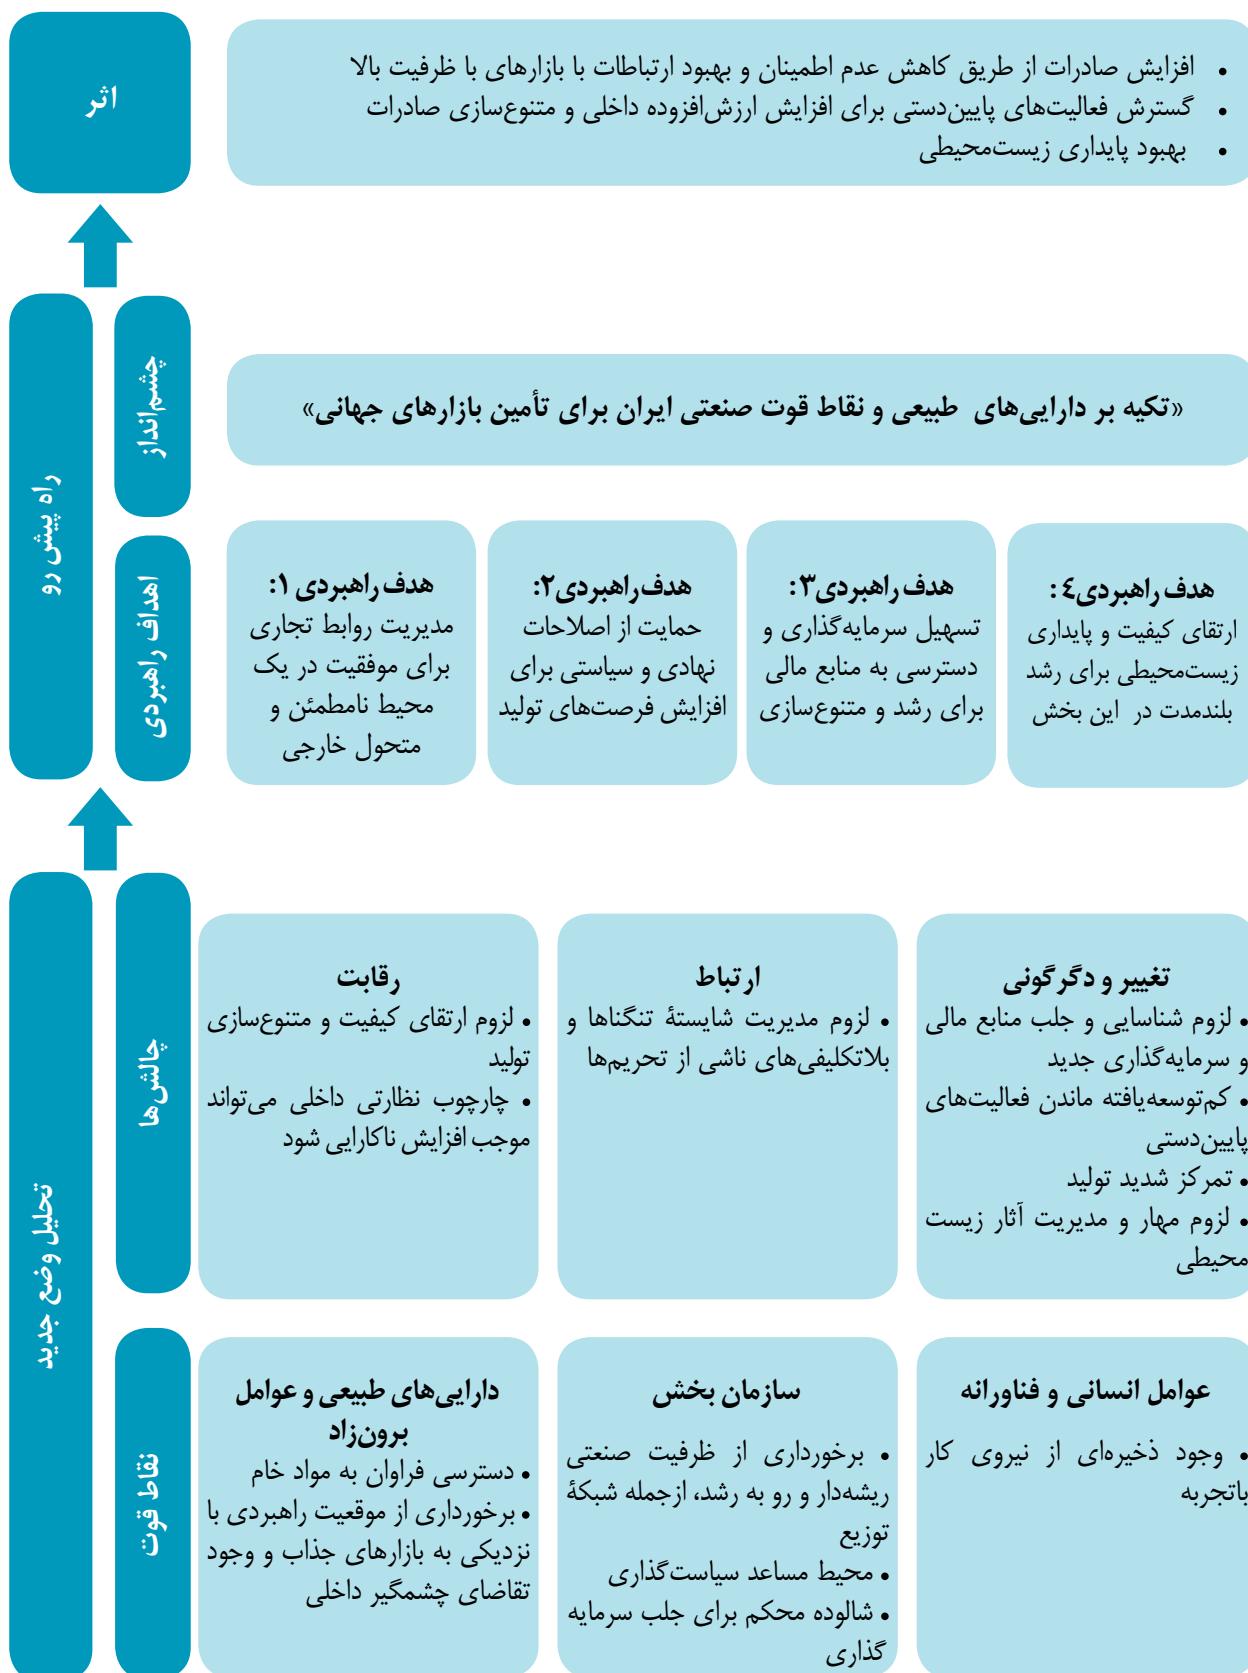 اثر
• افزایش صادرات از طریق کاهش عدم اطمینان و بهبود ارتباطات با بازارهای با ظرفیت بالا
• گسترش فعالیت‌های پایین‌دستی برای افزایش ارزش‌افزوده داخلی و متنوع‌سازی صادرات
• بهبود پایداری زیست‌محیطی
راه پیش رو
چشم‌انداز
«تکیه بر دارایی‌های طبیعی و نقاط قوت صنعتی ایران برای تأمین بازارهای جهانی»
اهداف راهبردی
هدف راهبردی ۱:
مدیریت روابط تجاری
برای موفقیت در یک
محیط نامطمئن و
متحول خارجی
هدف راهبردی۲:
حمایت از اصلاحات
نهادی و سیاستی برای
افزایش فرصت‌های تولید
هدف راهبردی۳:
تسهیل سرمایه‌گذاری و
دسترسی به منابع مالی
برای رشد و متنوع‌سازی
هدف راهبردی٤:
ارتقای کیفیت و پایداری
زیست‌محیطی برای رشد
بلندمدت در این بخش
تحلیل وضع جدید
چالش‌ها
رقابت
• لزوم ارتقای کیفیت و متنوع‌سازی
تولید
• چارچوب نظارتی داخلی می‌تواند
موجب افزایش ناکارایی شود
ارتباط
• لزوم مدیریت شایستهٔ تنگناها و
بلاتکلیفی‌های ناشی از تحریم‌ها
تغییر و دگرگونی
• لزوم شناسایی و جلب منابع مالی
و سرمایه‌گذاری جدید
• کم‌توسعه‌یافته ماندن فعالیت‌های
پایین‌دستی
• تمرکز شدید تولید
• لزوم مهار و مدیریت آثار زیست
محیطی
نقاط قوت
دارایی‌های طبیعی و عوامل
برون‌زاد
• دسترسی فراوان به مواد خام
• برخورداری از موقعیت راهبردی با
نزدیکی به بازارهای جذاب و وجود
تقاضای چشمگیر داخلی
سازمان بخش
• برخورداری از ظرفیت صنعتی
ریشه‌دار و رو به رشد، ازجمله شبکهٔ
توزیع
• محیط مساعد سیاست‌گذاری
• شالوده محکم برای جلب سرمایه
گذاری
عوامل انسانی و فناورانه
• وجود ذخیره‌ای از نیروی کار
باتجربه